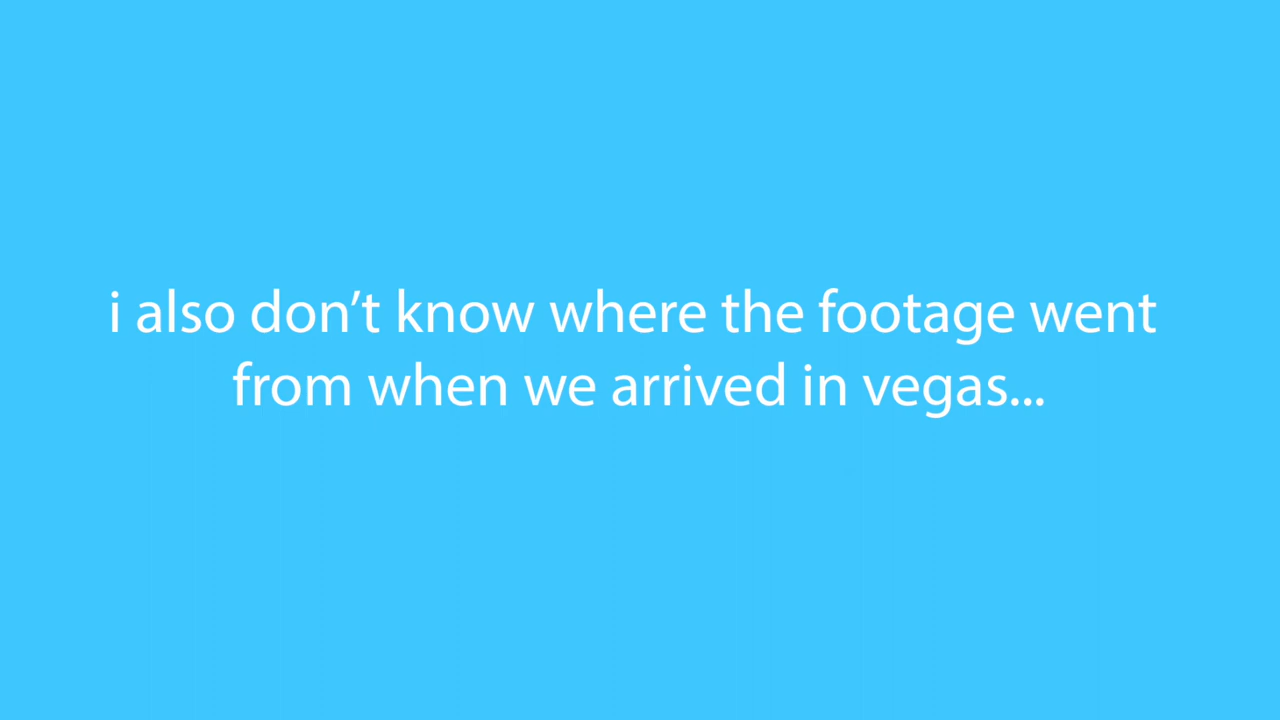 i also don’t know where the footage went
from when we arrived in vegas...